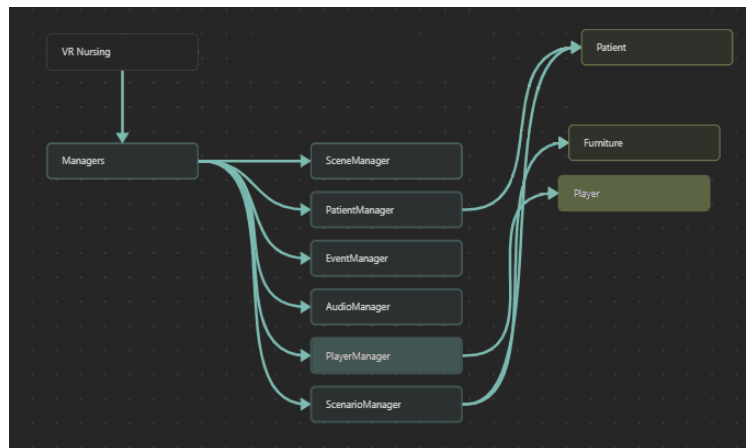 VR Nursing
Managers
SceneManager
PatientManager
EventManager
AudioManager
PlayerManager
ScenarioManager
Patient
Furniture
Player